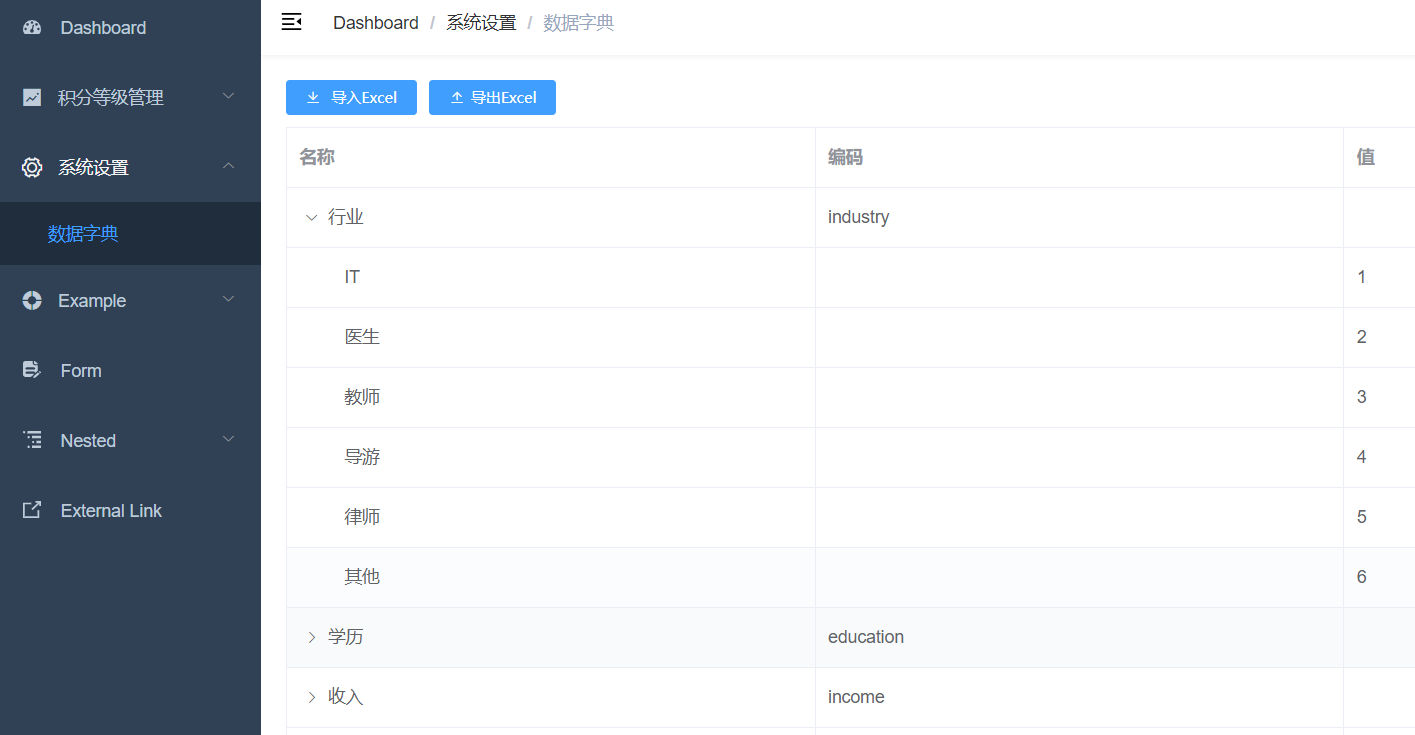 Dashboard
积分等级管理
系统设置
数据字典
Example
Form
Nested
External Link
Dashboard / 系统设置 / 数据字典
导入Excel 导出Excel
名称 编码 值
行业 industry
IT 1
医生 2
教师 3
导游 4
律师 5
其他 6
学历 education
收入 income